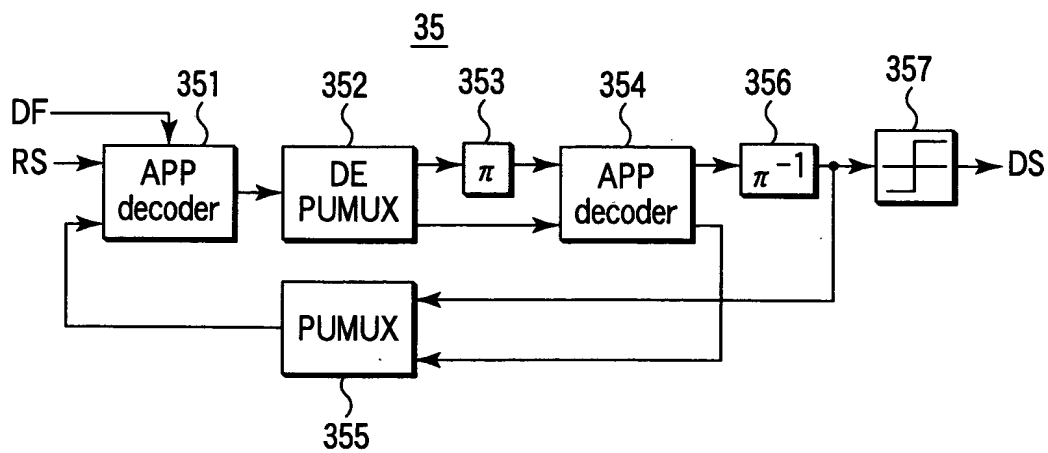 35
351
352
353
354
356
357
DF
RS
APP
decoder
DE
PUMUX
π
APP
decoder
π⁻¹
DS
PUMUX
355